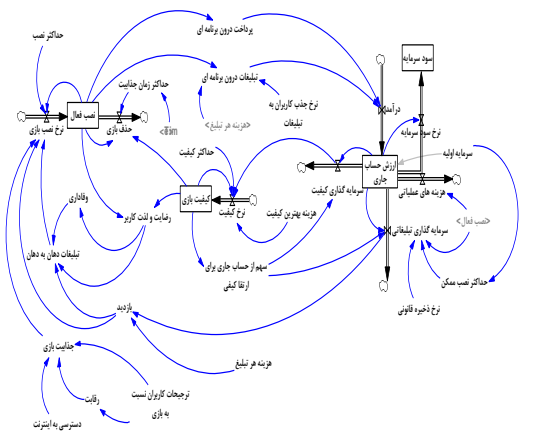 پرداخت درون برنامه ای
حداکثر نصب
سود سرمایه
تبلیغات درون برنامه ای
حداکثر زمان جذابیت
نصب فعال
نرخ نصب بازی
حذف بازی
نرخ جذب کاربران به
تبلیغات
درآمد
<هزینه هر تبلیغ>
نرخ سود سرمایه
حداکثر کیفیت
سرمایه اولیه
ارزش حساب
جاری
کیفیت بازی
نرخ کیفیت
سرمایه گذاری کیفیت
هزینه های عملیاتی
وفاداری
رضایت و لذت کاربر
هزینه بهترین کیفیت
<نصب فعال>
سرمایه گذاری تبلیغاتی
تبلیغات دهان به دهان
سهم از حساب جاری برای
ارتقا کیفی
حداکثر نصب ممکن
بازدید
نرخ ذخیره قانونی
جذابیت بازی
هزینه هر تبلیغ
ترجیحات کاربران نسبت
به بازی
رقابت
دسترسی به اینترنت